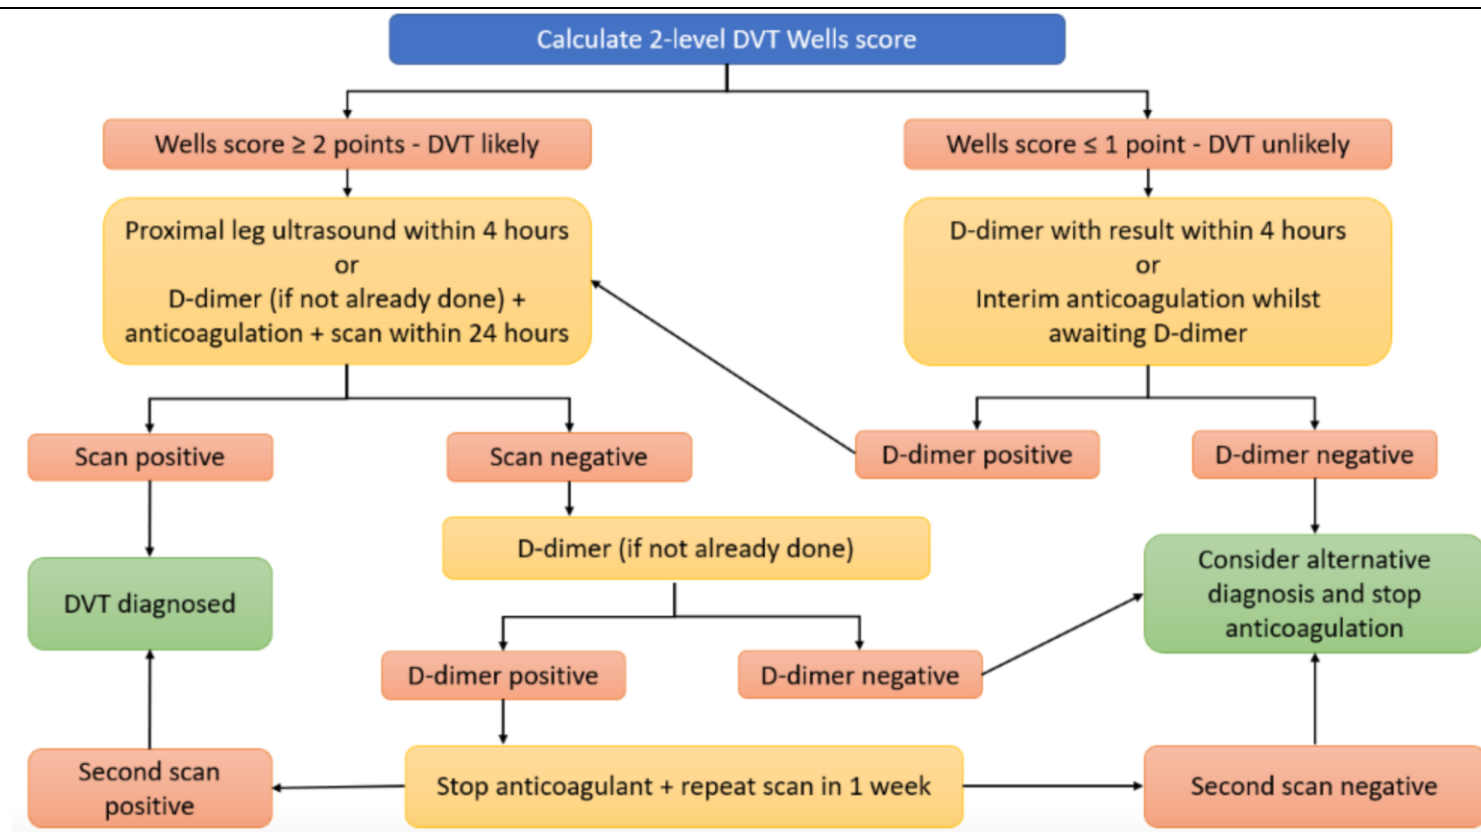 Calculate 2-level DVT Wells score
Wells score ≥ 2 points - DVT likely
Wells score ≤ 1 point - DVT unlikely
Proximal leg ultrasound within 4 hours
or
D-dimer (if not already done) +
anticoagulation + scan within 24 hours
D-dimer with result within 4 hours
or
Interim anticoagulation whilst
awaiting D-dimer
Scan positive
Scan negative
D-dimer positive
D-dimer negative
D-dimer (if not already done)
DVT diagnosed
Consider alternative
diagnosis and stop
anticoagulation
D-dimer positive
D-dimer negative
Second scan
positive
Stop anticoagulant + repeat scan in 1 week
Second scan negative